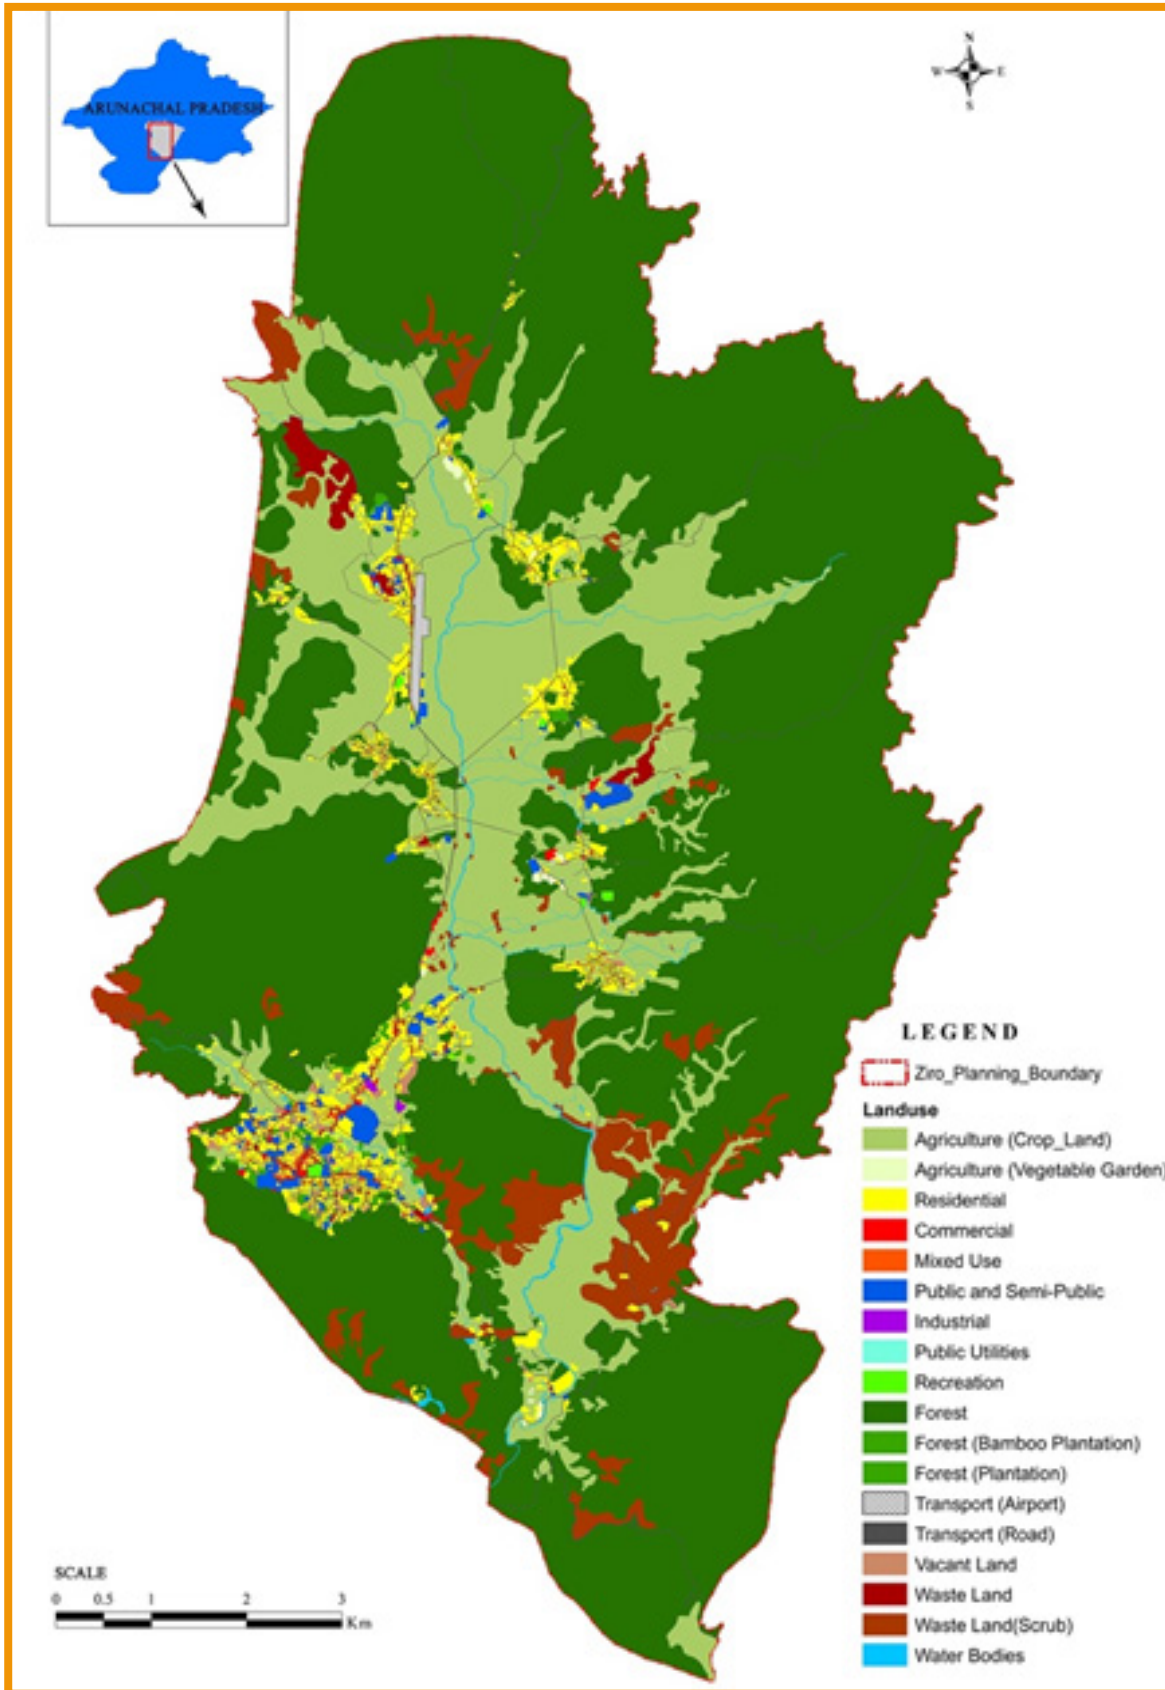 ARUNACHAL PRADESH
N
W E
S
LEGEND
Ziro_Planning_Boundary
Landuse
Agriculture (Crop_Land)
Agriculture (Vegetable Garden)
Residential
Commercial
Mixed Use
Public and Semi-Public
Industrial
Public Utilities
Recreation
Forest
Forest (Bamboo Plantation)
Forest (Plantation)
Transport (Airport)
Transport (Road)
Vacant Land
Waste Land
Waste Land(Scrub)
Water Bodies
SCALE
0 0.5 1 2 3
Km